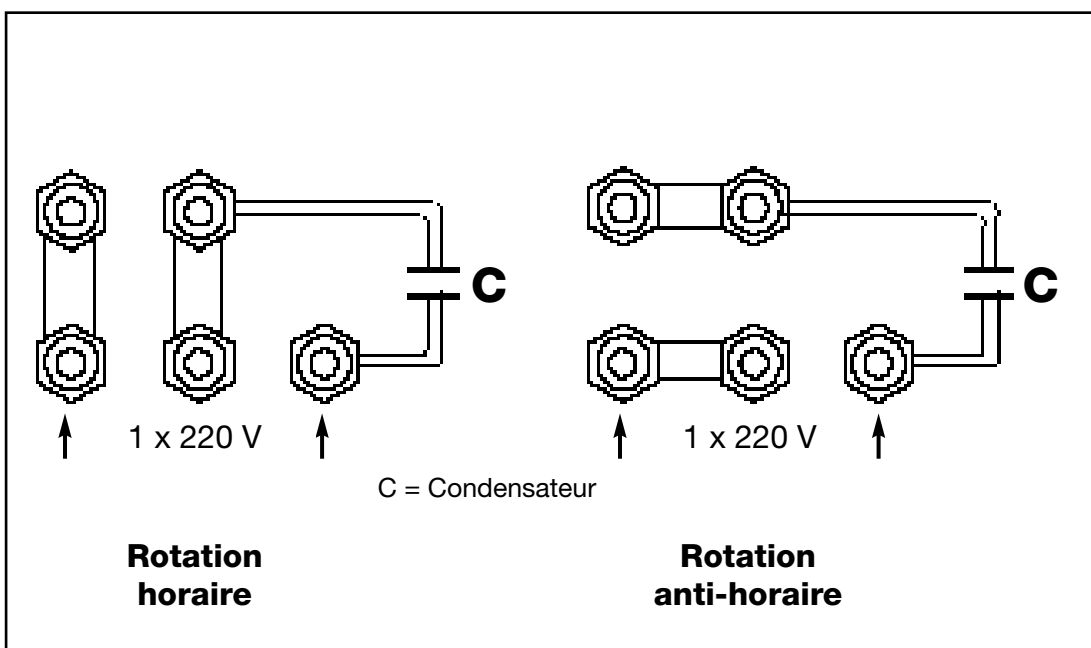 C
C
1 x 220 V
1 x 220 V
C = Condensateur
Rotation
horaire
Rotation
anti-horaire